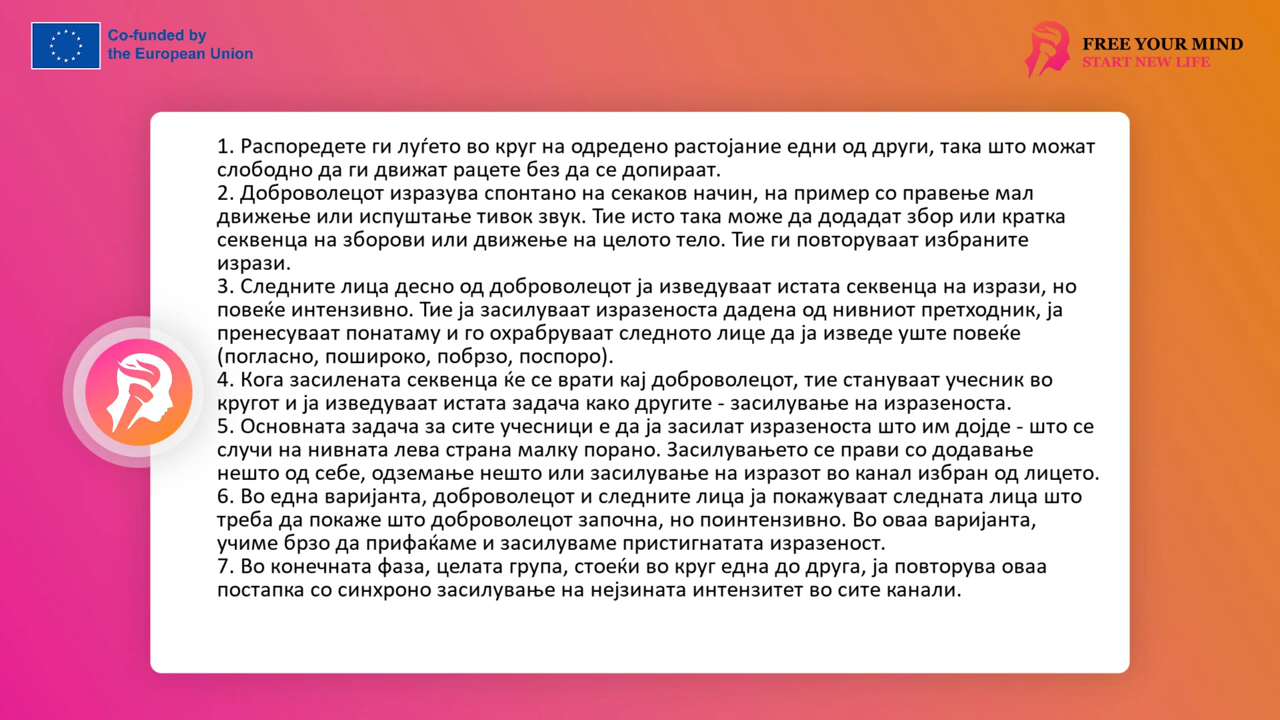 Co-funded by
the European Union
FREE YOUR MIND
START NEW LIFE
1. Распоредете ги луѓето во круг на одредено растојание едни од други, така што можат
слободно да ги движат рацете без да се допираат.
2. Доброволецот изразува спонтано на секаков начин, на пример со правење мал
движење или испуштање тивок звук. Тие исто така може да додадат збор или кратка
секвенца на зборови или движење на целото тело. Тие ги повторуваат избраните
изрази.
3. Следните лица десно од доброволецот ја изведуваат истата секвенца на изрази, но
повеќе интензивно. Тие ја засилуваат изразеноста дадена од нивниот претходник, ја
пренесуваат понатаму и го охрабруваат следното лице да ја изведе уште повеќе
(погласно, пошироко, побрзо, поспоро).
4. Кога засилената секвенца ќе се врати кај доброволецот, тие стануваат учесник во
кругот и ја изведуваат истата задача како другите - засилување на изразеноста.
5. Основната задача за сите учесници е да ја засилат изразеноста што им дојде - што се
случи на нивната лева страна малку порано. Засилувањето се прави со додавање
нешто од себе, одземање нешто или засилување на изразот во канал избран од лицето.
6. Во една варијанта, доброволецот и следните лица ја покажуваат следната лица што
треба да покаже што доброволецот започна, но поинтензивно. Во оваа варијанта,
учиме брзо да прифаќаме и засилуваме пристигнатата изразеност.
7. Во конечната фаза, целата група, стоејќи во круг една до друга, ја повторува оваа
постапка со синхроно засилување на нејзината интензитет во сите канали.